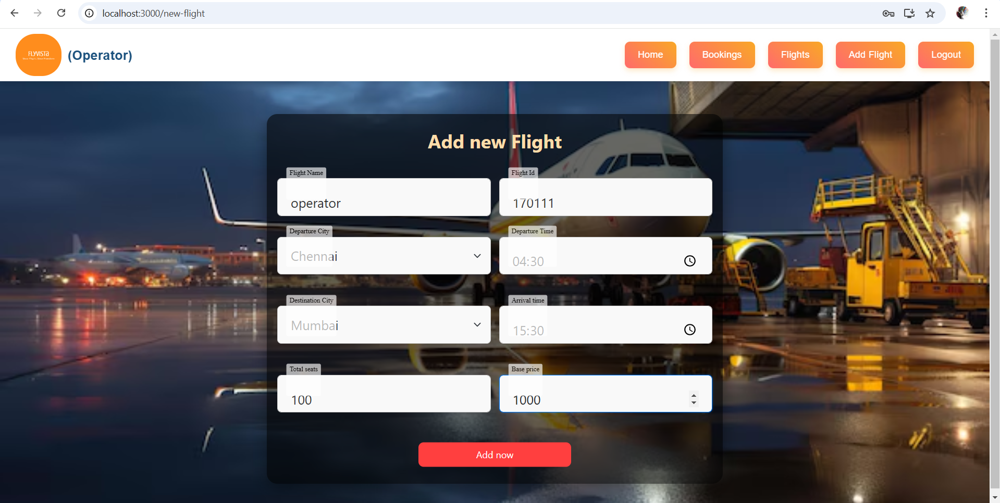 localhost:3000/new-flight
FLYVISTA
(Operator)
Home
Bookings
Flights
Add Flight
Logout
Add new Flight
Flight Name
Flight Id
operator
170111
Departure City
Departure Time
Chennai
04:30
Destination City
Arrival time
Mumbai
15:30
Total seats
Base price
100
1000
Add now